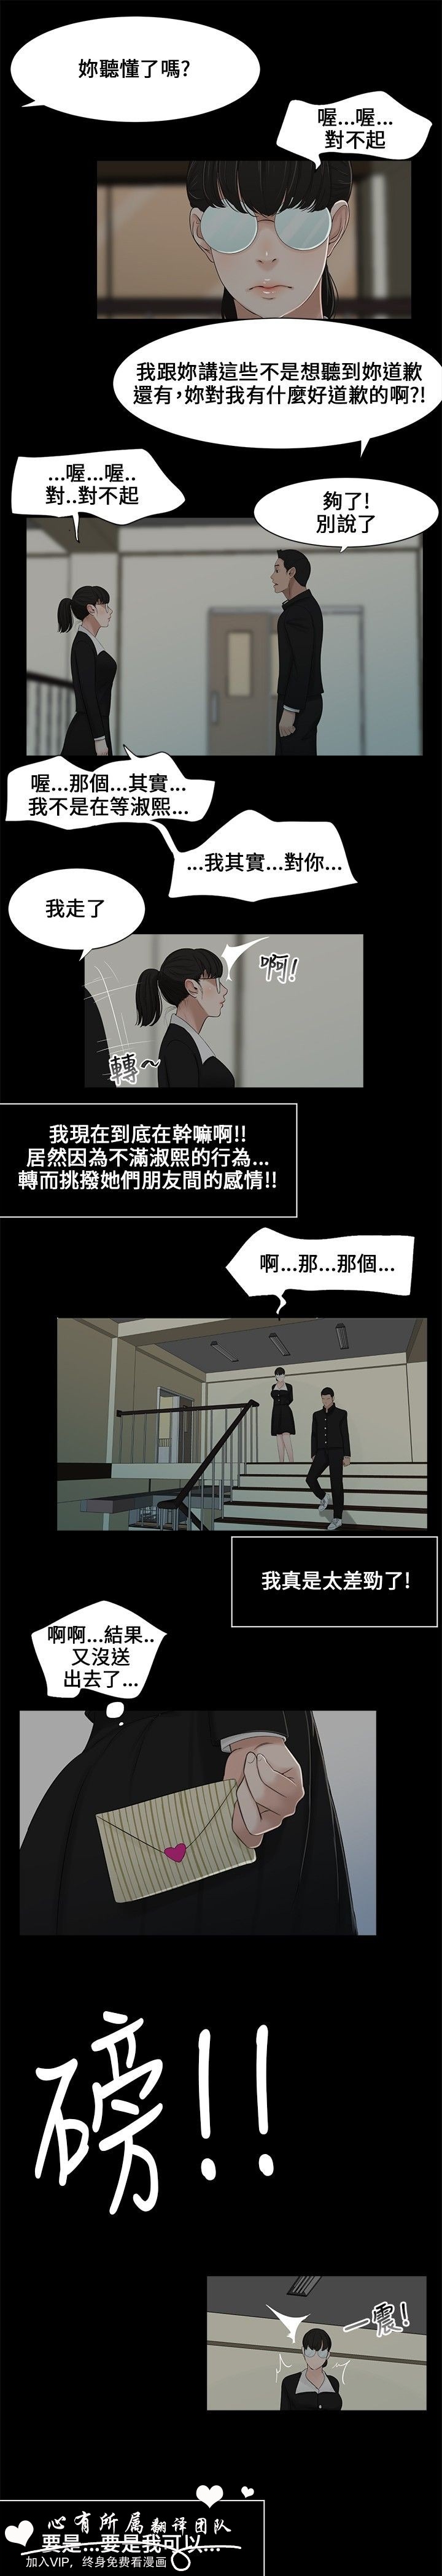 妳聽懂了嗎?
喔...喔...
對不起
我跟妳講這些不是想聽到妳道歉
還有,妳對我有什麼好道歉的啊?!
...喔...喔..
對..對不起
夠了!
別說了
喔...那個...其實...
我不是在等淑熙...
...我其實...對你...
我走了
啊!
轉~
我現在到底在幹嘛啊!!
居然因為不滿淑熙的行為...
轉而挑撥她們朋友間的感情!!
啊...那...那個...
我真是太差勁了!
啊啊...結果..
又沒送
出去了...
磅!!
一震!
心有所属翻译团队
要是...要是我可以...
加入VIP，终身免费看漫画